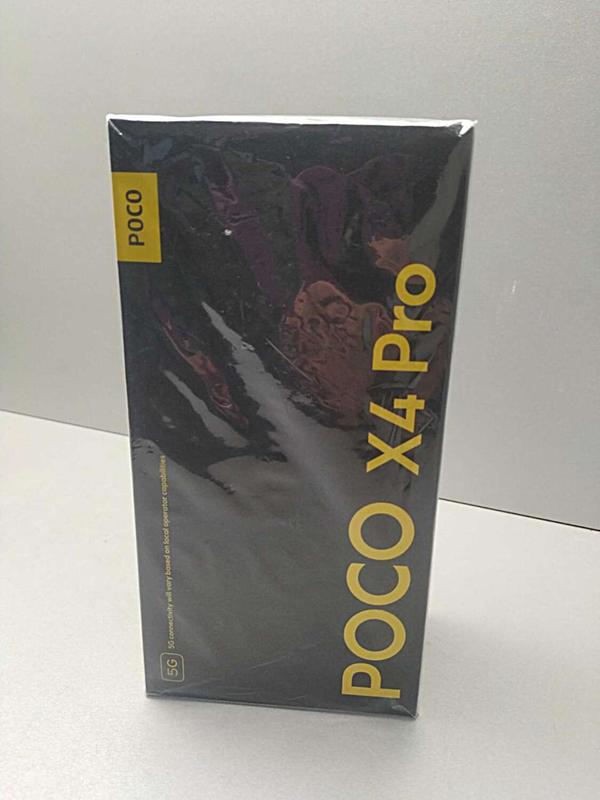 POCO
POCO X4 Pro
5G
5G connectivity will vary based on local operator capabilities